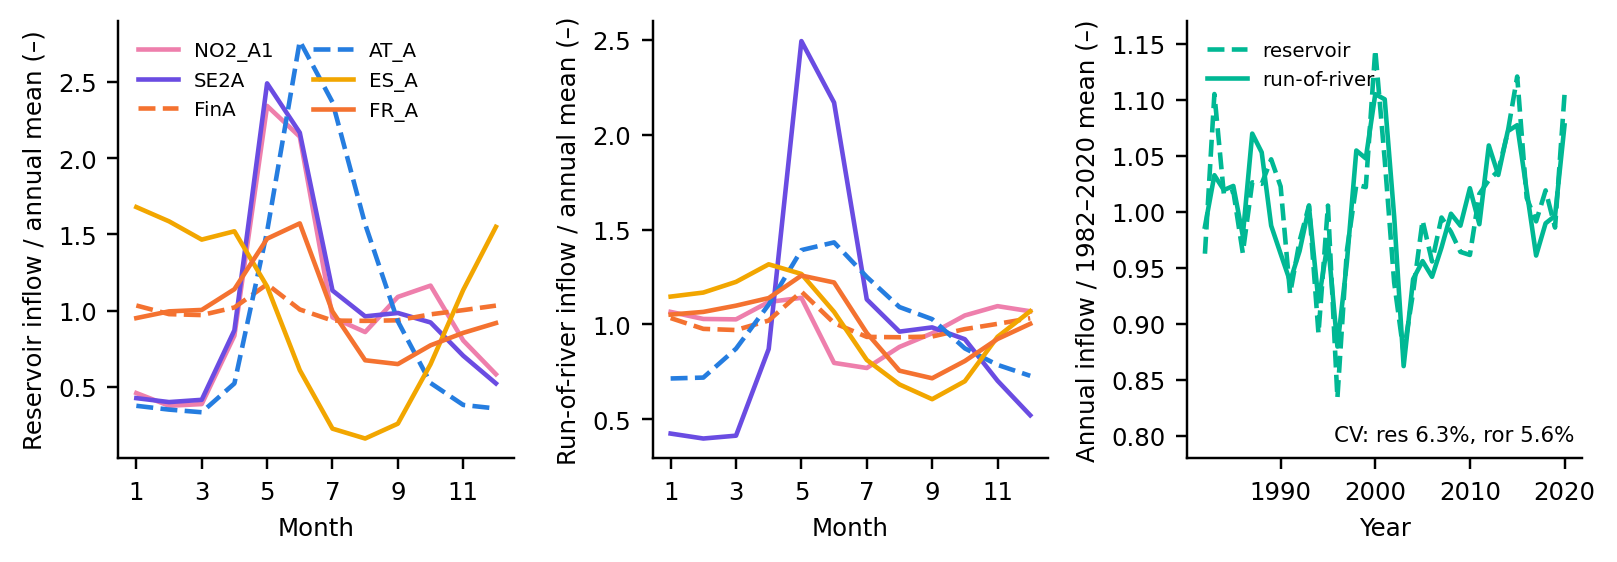 Reservoir inflow / annual mean (–)
2.5
2.0
1.5
1.0
0.5
NO2_A1
SE2A
FinA
AT_A
ES_A
FR_A
1 3 5 7 9 11
Month
Run-of-river inflow / annual mean (–)
2.5
2.0
1.5
1.0
0.5
1 3 5 7 9 11
Month
Annual inflow / 1982–2020 mean (–)
1.15
1.10
1.05
1.00
0.95
0.90
0.85
0.80
reservoir
run-of-river
CV: res 6.3%, ror 5.6%
1990 2000 2010 2020
Year